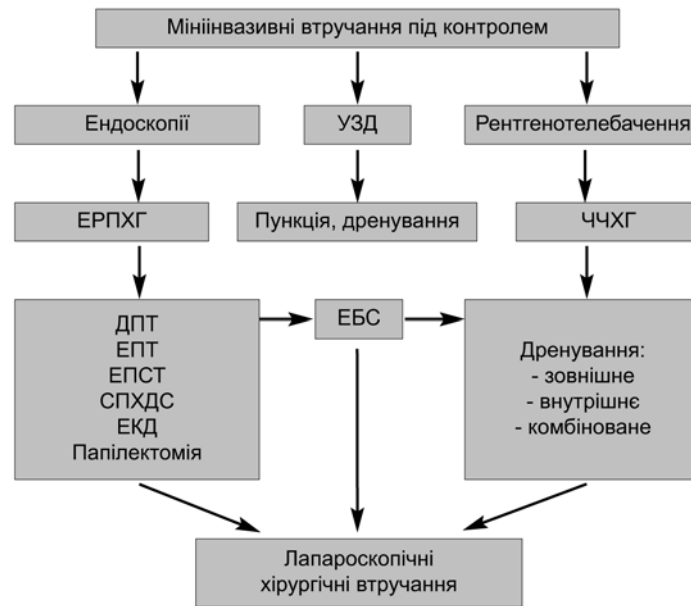 Мініінвазивні втручання під контролем
Ендоскопії
УЗД
Рентгенотелебачення
ЕРПХГ
Пункція, дренування
ЧЧХГ
ДПТ
ЕПТ
ЕПСТ
СПХДС
ЕКД
Папілектомія
ЕБС
Дренування:
- зовнішне
- внутрішнє
- комбіноване
Лапароскопічні
хірургічні втручання